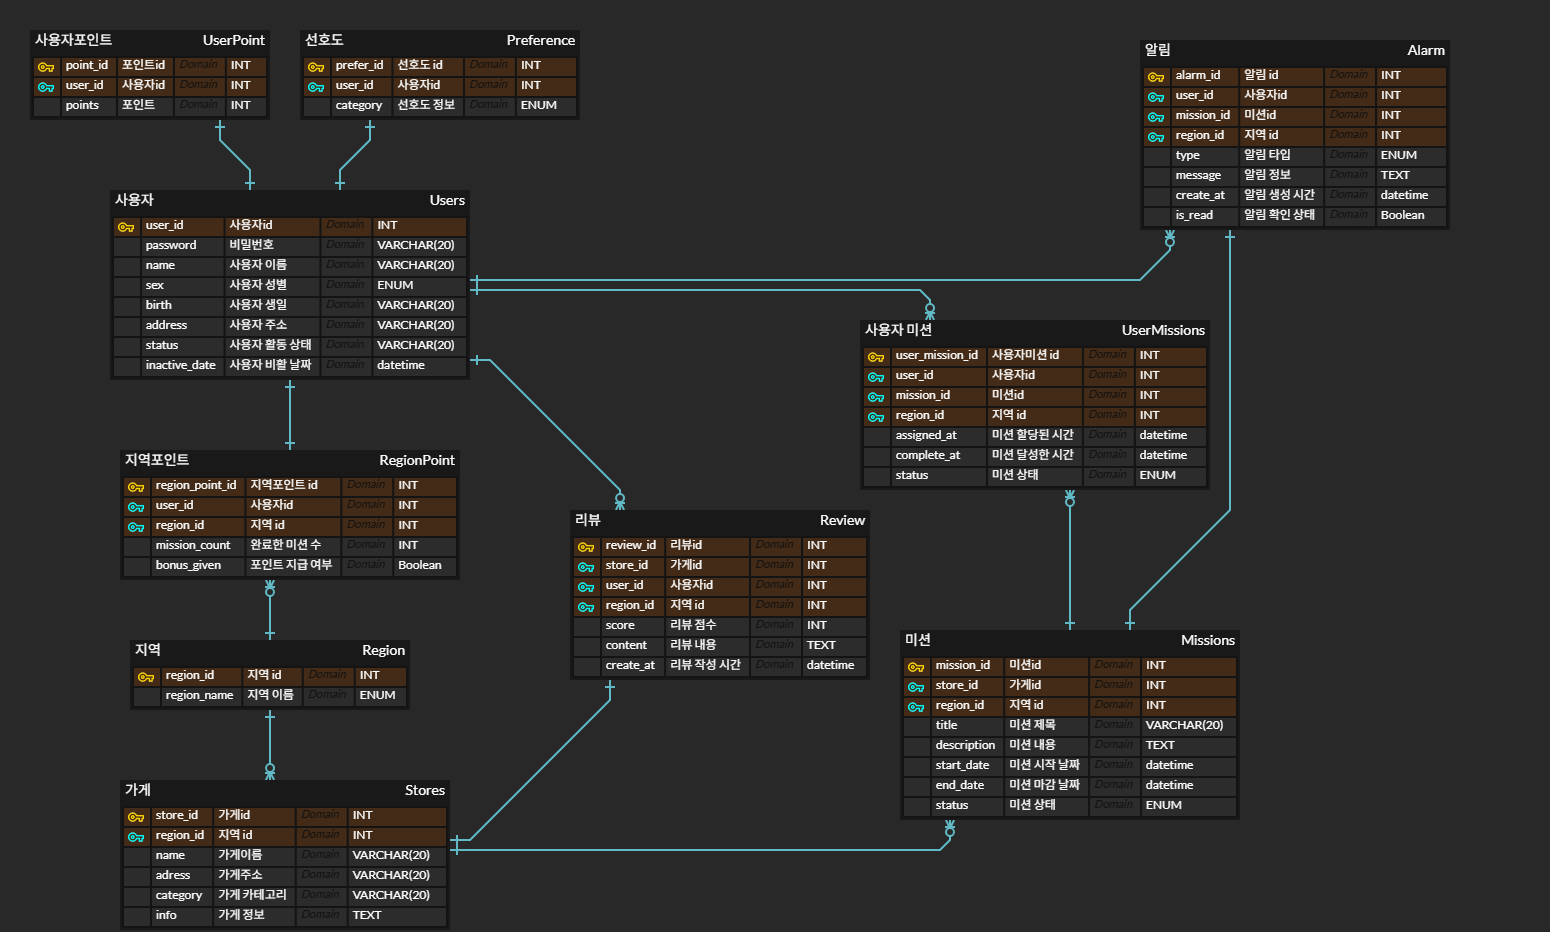 사용자포인트 UserPoint
point_id 포인트id Domain INT
user_id 사용자id Domain INT
points 포인트 Domain INT
선호도 Preference
prefer_id 선호도 id Domain INT
user_id 사용자id Domain INT
category 선호도 정보 Domain ENUM
알림 Alarm
alarm_id 알림 id Domain INT
user_id 사용자id Domain INT
mission_id 미션id Domain INT
region_id 지역 id Domain INT
type 알림 타입 Domain ENUM
message 알림 정보 Domain TEXT
create_at 알림 생성 시간 Domain datetime
is_read 알림 확인 상태 Domain Boolean
사용자 Users
user_id 사용자id Domain INT
password 비밀번호 Domain VARCHAR(20)
name 사용자 이름 Domain VARCHAR(20)
sex 사용자 성별 Domain ENUM
birth 사용자 생일 Domain VARCHAR(20)
address 사용자 주소 Domain VARCHAR(20)
status 사용자 활동 상태 Domain VARCHAR(20)
inactive_date 사용자 비활 날짜 Domain datetime
사용자 미션 UserMissions
user_mission_id 사용자미션 id Domain INT
user_id 사용자id Domain INT
mission_id 미션id Domain INT
region_id 지역 id Domain INT
assigned_at 미션 할당된 시간 Domain datetime
complete_at 미션 달성한 시간 Domain datetime
status 미션 상태 Domain ENUM
지역포인트 RegionPoint
region_point_id 지역포인트 id Domain INT
user_id 사용자id Domain INT
region_id 지역 id Domain INT
mission_count 완료한 미션 수 Domain INT
bonus_given 포인트 지급 여부 Domain Boolean
리뷰 Review
review_id 리뷰id Domain INT
store_id 가게id Domain INT
user_id 사용자id Domain INT
region_id 지역 id Domain INT
score 리뷰 점수 Domain INT
content 리뷰 내용 Domain TEXT
create_at 리뷰 작성 시간 Domain datetime
지역 Region
region_id 지역 id Domain INT
region_name 지역 이름 Domain ENUM
미션 Missions
mission_id 미션id Domain INT
store_id 가게id Domain INT
region_id 지역 id Domain INT
title 미션 제목 Domain VARCHAR(20)
description 미션 내용 Domain TEXT
start_date 미션 시작 날짜 Domain datetime
end_date 미션 마감 날짜 Domain datetime
status 미션 상태 Domain ENUM
가게 Stores
store_id 가게id Domain INT
region_id 지역 id Domain INT
name 가게이름 Domain VARCHAR(20)
adress 가게주소 Domain VARCHAR(20)
category 가게 카테고리 Domain VARCHAR(20)
info 가게 정보 Domain TEXT